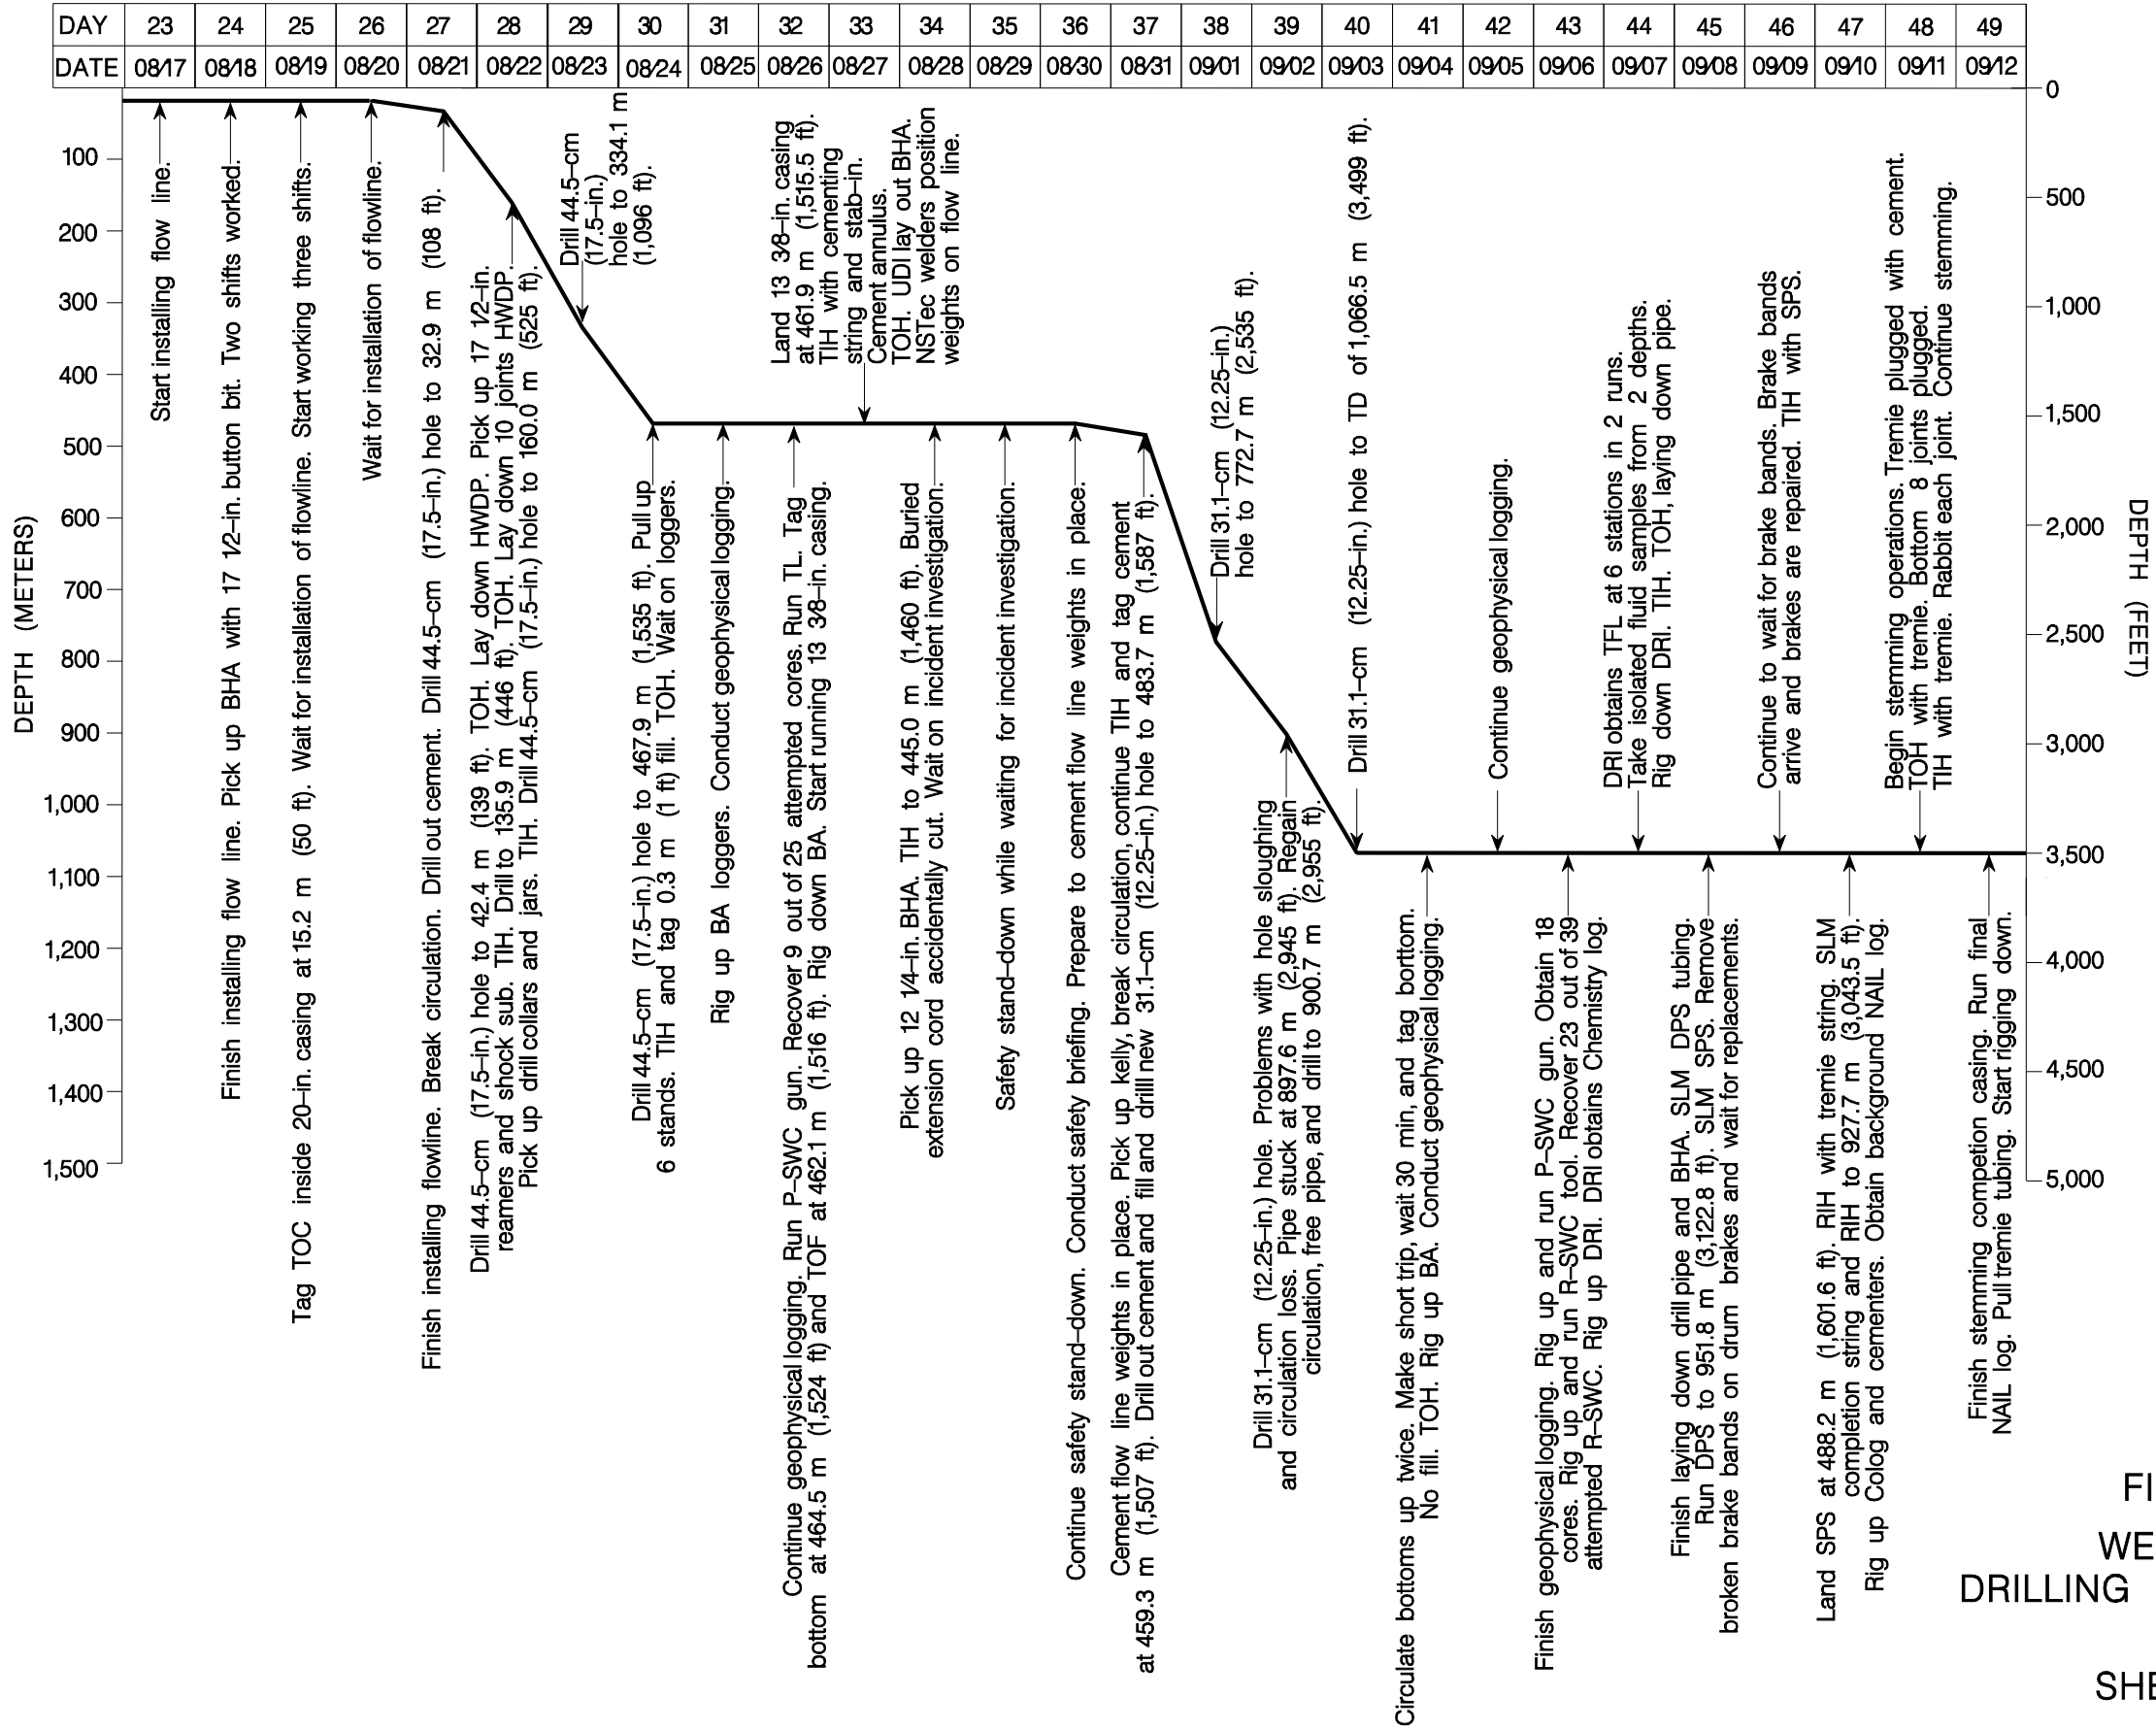 DAY 23 24 25 26 27 28 29 30 31 32 33 34 35 36 37 38 39 40 41 42 43 44 45 46 47 48 49
DATE 08/17 08/18 08/19 08/20 08/21 08/22 08/23 08/24 08/25 08/26 08/27 08/28 08/29 08/30 08/31 09/01 09/02 09/03 09/04 09/05 09/06 09/07 09/08 09/09 09/10 09/11 09/12
DEPTH (METERS)
100
200
300
400
500
600
700
800
900
1,000
1,100
1,200
1,300
1,400
1,500
Start installing flow line.
Finish installing flow line. Pick up BHA with 17 1/2-in. button bit. Two shifts worked.
Tag TOC inside 20-in. casing at 15.2 m (50 ft). Wait for installation of flowline. Start working three shifts.
Wait for installation of flowline.
Finish installing flowline. Break circulation. Drill out cement. Drill 44.5-cm (17.5-in.) hole to 32.9 m (108 ft).
Drill 44.5-cm (17.5-in.) hole to 42.4 m (139 ft). TOH. Lay down HWDP. Pick up 17 1/2-in.
reamers and shock sub. TIH. Drill to 135.9 m (446 ft). TOH. Lay down 10 joints HWDP.
Pick up drill collars and jars. TIH. Drill 44.5-cm (17.5-in.) hole to 160.0 m (525 ft).
Drill 44.5-cm
(17.5-in.)
hole to 334.1 m
(1,096 ft).
Drill 44.5-cm (17.5-in.) hole to 467.9 m (1,535 ft). Pull up
6 stands. TIH and tag 0.3 m (1 ft) fill. TOH. Wait on loggers.
Rig up BA loggers. Conduct geophysical logging.
Continue geophysical logging. Run P-SWC gun. Recover 9 out of 25 attempted cores. Run TL. Tag
bottom at 464.5 m (1,524 ft) and TOF at 462.1 m (1,516 ft). Rig down BA. Start running 13 3/8-in. casing.
Land 13 3/8-in. casing
at 461.9 m (1,515.5 ft).
TIH with cementing
string and stab-in.
Cement annulus.
TOH. UDI lay out BHA.
NSTec welders position
weights on flow line.
Pick up 12 1/4-in. BHA. TIH to 445.0 m (1,460 ft). Buried
extension cord accidentally cut. Wait on incident investigation.
Safety stand-down while waiting for incident investigation.
Continue safety stand-down. Conduct safety briefing. Prepare to cement flow line weights in place.
Cement flow line weights in place. Pick up kelly, break circulation, continue TIH and tag cement
at 459.3 m (1,507 ft). Drill out cement and fill and drill new 31.1-cm (12.25-in.) hole to 483.7 m (1,587 ft).
Drill 31.1-cm (12.25-in.)
hole to 772.7 m (2,535 ft).
Drill 31.1-cm (12.25-in.) hole. Problems with hole sloughing
and circulation loss. Pipe stuck at 897.6 m (2,945 ft). Regain
circulation, free pipe, and drill to 900.7 m (2,955 ft).
Drill 31.1-cm (12.25-in.) hole to TD of 1,066.5 m (3,499 ft).
Circulate bottoms up twice. Make short trip, wait 30 min, and tag bottom.
No fill. TOH. Rig up BA. Conduct geophysical logging.
Continue geophysical logging.
Finish geophysical logging. Rig up and run P-SWC gun. Obtain 18
cores. Rig up and run R-SWC tool. Recover 23 out of 39
attempted R-SWC. Rig up DRI. DRI obtains Chemistry log.
DRI obtains TFL at 6 stations in 2 runs.
Take isolated fluid samples from 2 depths.
Rig down DRI. TIH. TOH, laying down pipe.
Finish laying down drill pipe and BHA. SLM DPS tubing.
Run DPS to 951.8 m (3,122.8 ft). SLM SPS. Remove
broken brake bands on drum brakes and wait for replacements.
Continue to wait for brake bands. Brake bands
arrive and brakes are repaired. TIH with SPS.
Land SPS at 488.2 m (1,601.6 ft). RIH with tremie string. SLM
completion string and RIH to 927.7 m (3,043.5 ft).
Rig up Colog and cementers. Obtain background NAIL log.
Begin stemming operations. Tremie plugged with cement.
TOH with tremie. Bottom 8 joints plugged.
TIH with tremie. Rabbit each joint. Continue stemming.
Finish stemming competion casing. Run final
NAIL log. Pull tremie tubing. Start rigging down.
0
500
1,000
1,500
2,000
2,500
3,000
3,500
4,000
4,500
5,000
DEPTH (FEET)
FI
WE
DRILLING
SHE